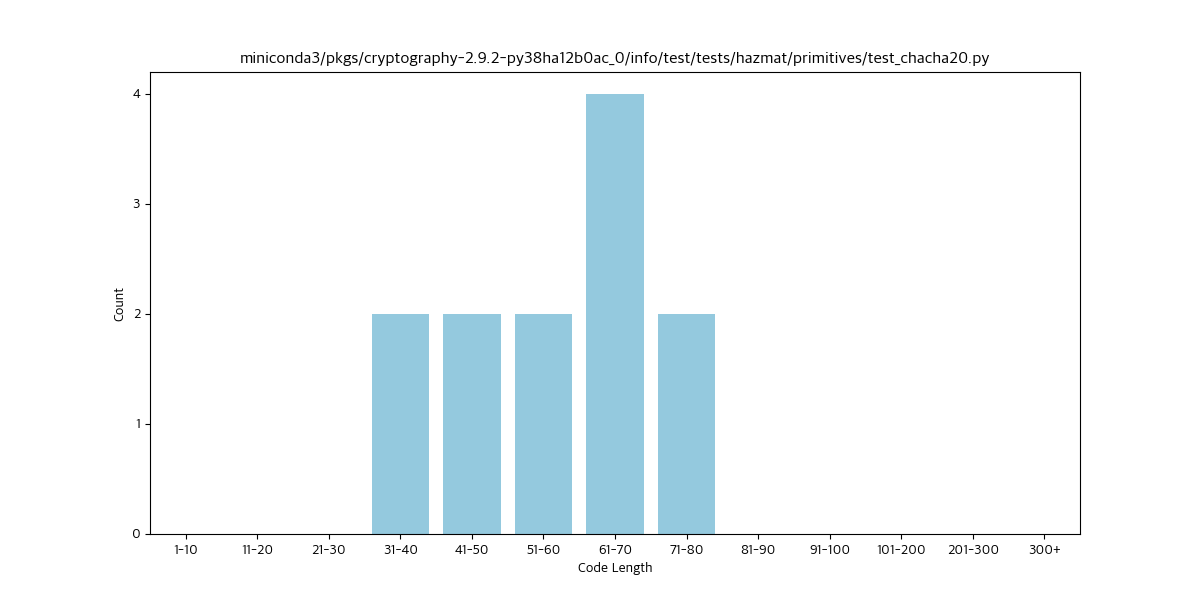 miniconda3/pkgs/cryptography-2.9.2-py38ha12b0ac_0/info/test/tests/hazmat/primitives/test_chacha20.py
4
3
2
1
0
Count
1-10 11-20 21-30 31-40 41-50 51-60 61-70 71-80 81-90 91-100 101-200 201-300 300+
Code Length